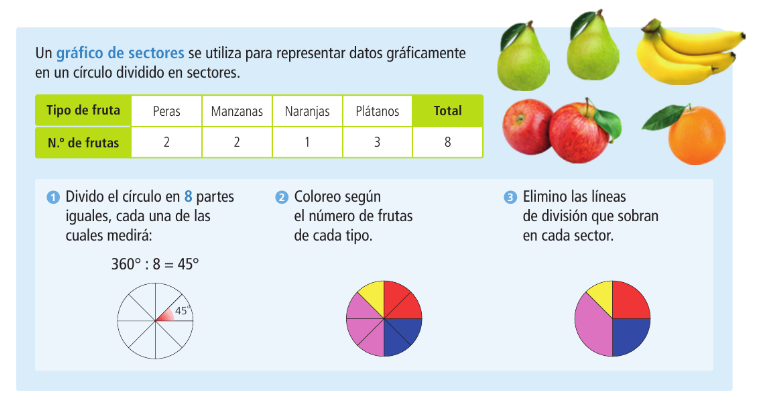 Un gráfico de sectores se utiliza para representar datos gráficamente
en un círculo dividido en sectores.
Tipo de fruta Peras Manzanas Naranjas Plátanos Total
N.º de frutas 2 2 1 3 8
1 Divido el círculo en 8 partes
iguales, cada una de las
cuales medirá:
360° : 8 = 45°
45°
2 Coloreo según
el número de frutas
de cada tipo.
3 Elimino las líneas
de división que sobran
en cada sector.